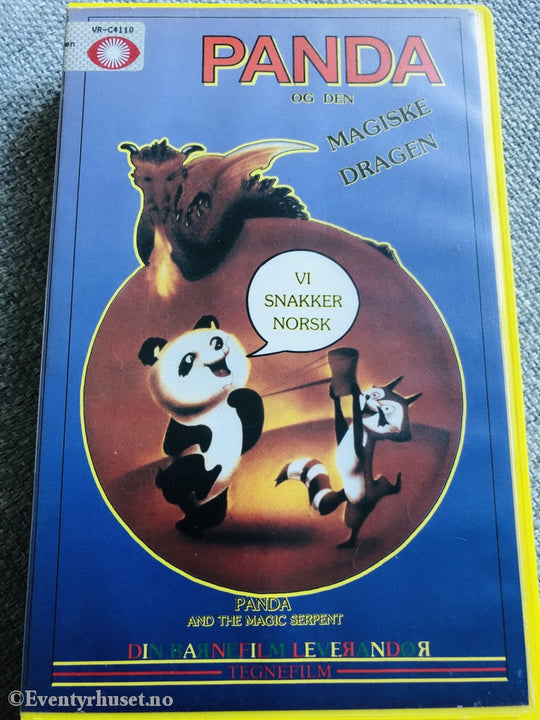 VR-C4110
en
PANDA
OG DEN
MAGISKE
DRAGEN
VI
SNAKKER
NORSK
PANDA
AND THE MAGIC SERPENT
DIN BARNEFILM LEVERANDØR
TEGNEFILM
© Eventyrhuset.no